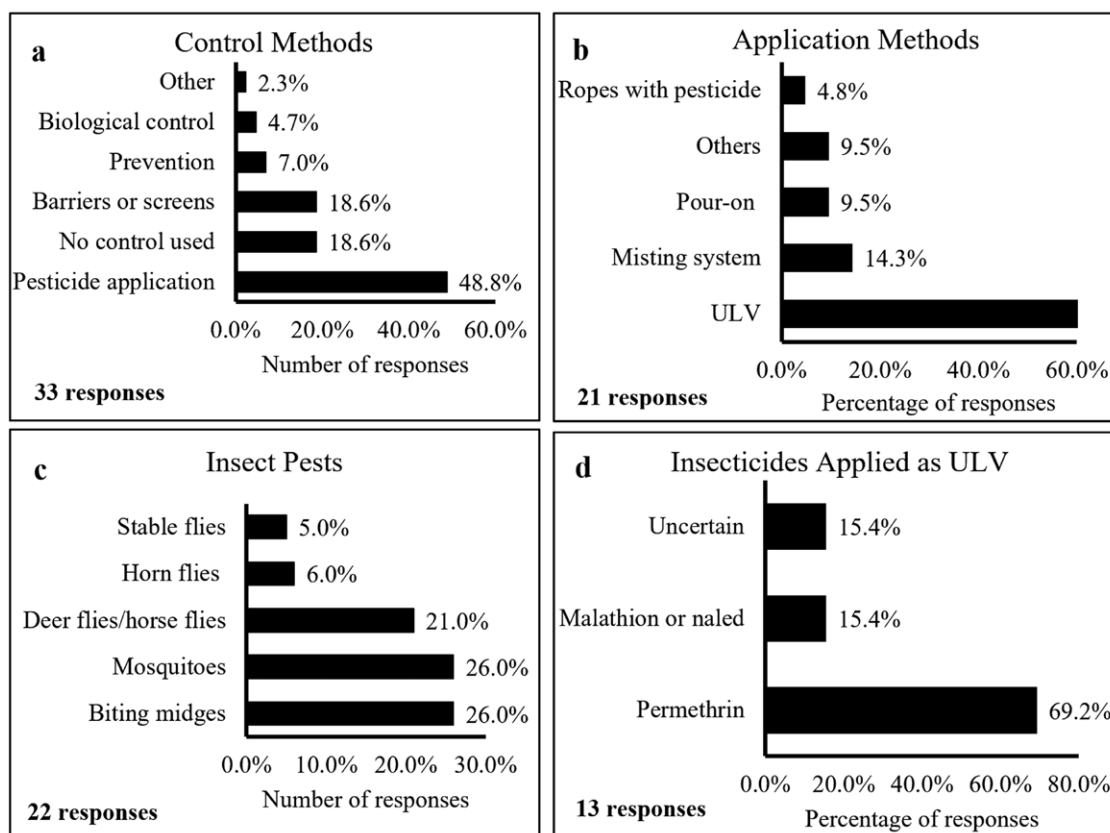 a
Control Methods
Other 2.3%
Biological control 4.7%
Prevention 7.0%
Barriers or screens 18.6%
No control used 18.6%
Pesticide application 48.8%
0.0% 20.0% 40.0% 60.0%
Number of responses
33 responses
b
Application Methods
Ropes with pesticide 4.8%
Others 9.5%
Pour-on 9.5%
Misting system 14.3%
ULV
0.0% 20.0% 40.0% 60.0%
Percentage of responses
21 responses
c
Insect Pests
Stable flies 5.0%
Horn flies 6.0%
Deer flies/horse flies 21.0%
Mosquitoes 26.0%
Biting midges 26.0%
0.0% 10.0% 20.0% 30.0%
Number of responses
22 responses
d
Insecticides Applied as ULV
Uncertain 15.4%
Malathion or naled 15.4%
Permethrin 69.2%
0.0% 20.0% 40.0% 60.0% 80.0%
Percentage of responses
13 responses